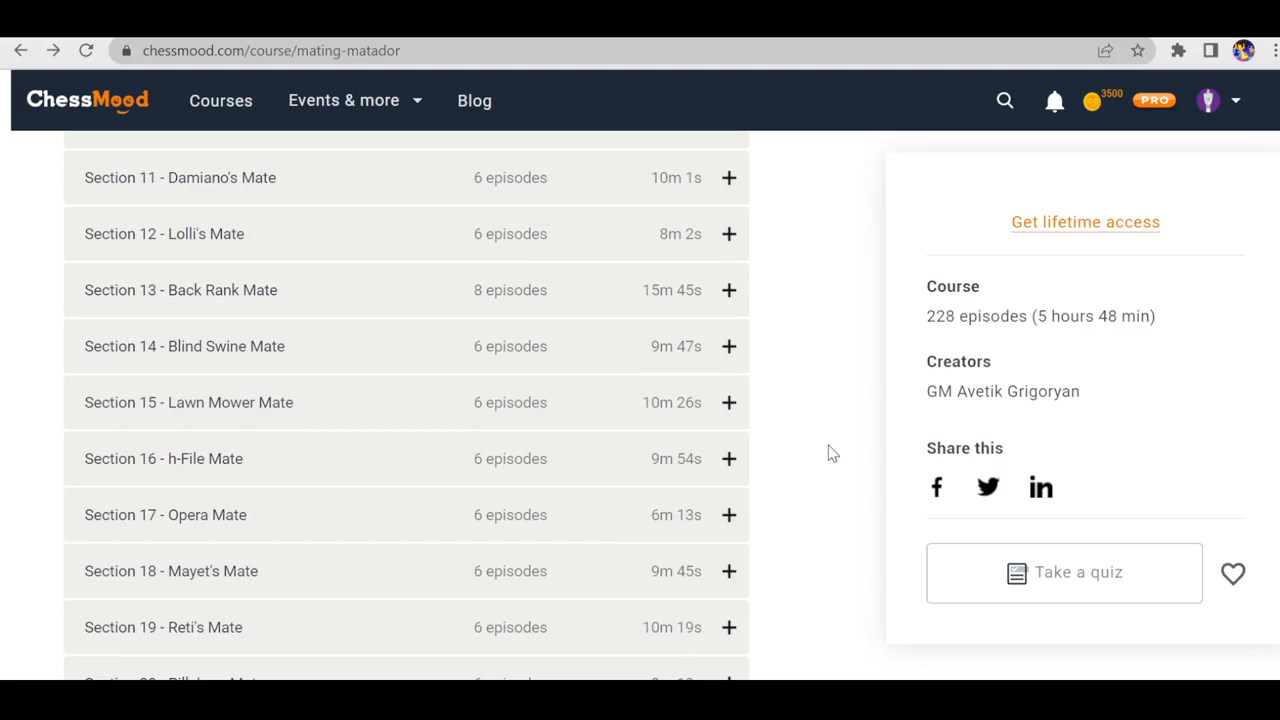 chessmood.com/course/mating-matador
ChessMood Courses Events & more Blog 3500 PRO
Section 11 - Damiano's Mate 6 episodes 10m 1s
Section 12 - Lolli's Mate 6 episodes 8m 2s
Section 13 - Back Rank Mate 8 episodes 15m 45s
Section 14 - Blind Swine Mate 6 episodes 9m 47s
Section 15 - Lawn Mower Mate 6 episodes 10m 26s
Section 16 - h-File Mate 6 episodes 9m 54s
Section 17 - Opera Mate 6 episodes 6m 13s
Section 18 - Mayet's Mate 6 episodes 9m 45s
Section 19 - Reti's Mate 6 episodes 10m 19s
Get lifetime access
Course
228 episodes (5 hours 48 min)
Creators
GM Avetik Grigoryan
Share this
Take a quiz